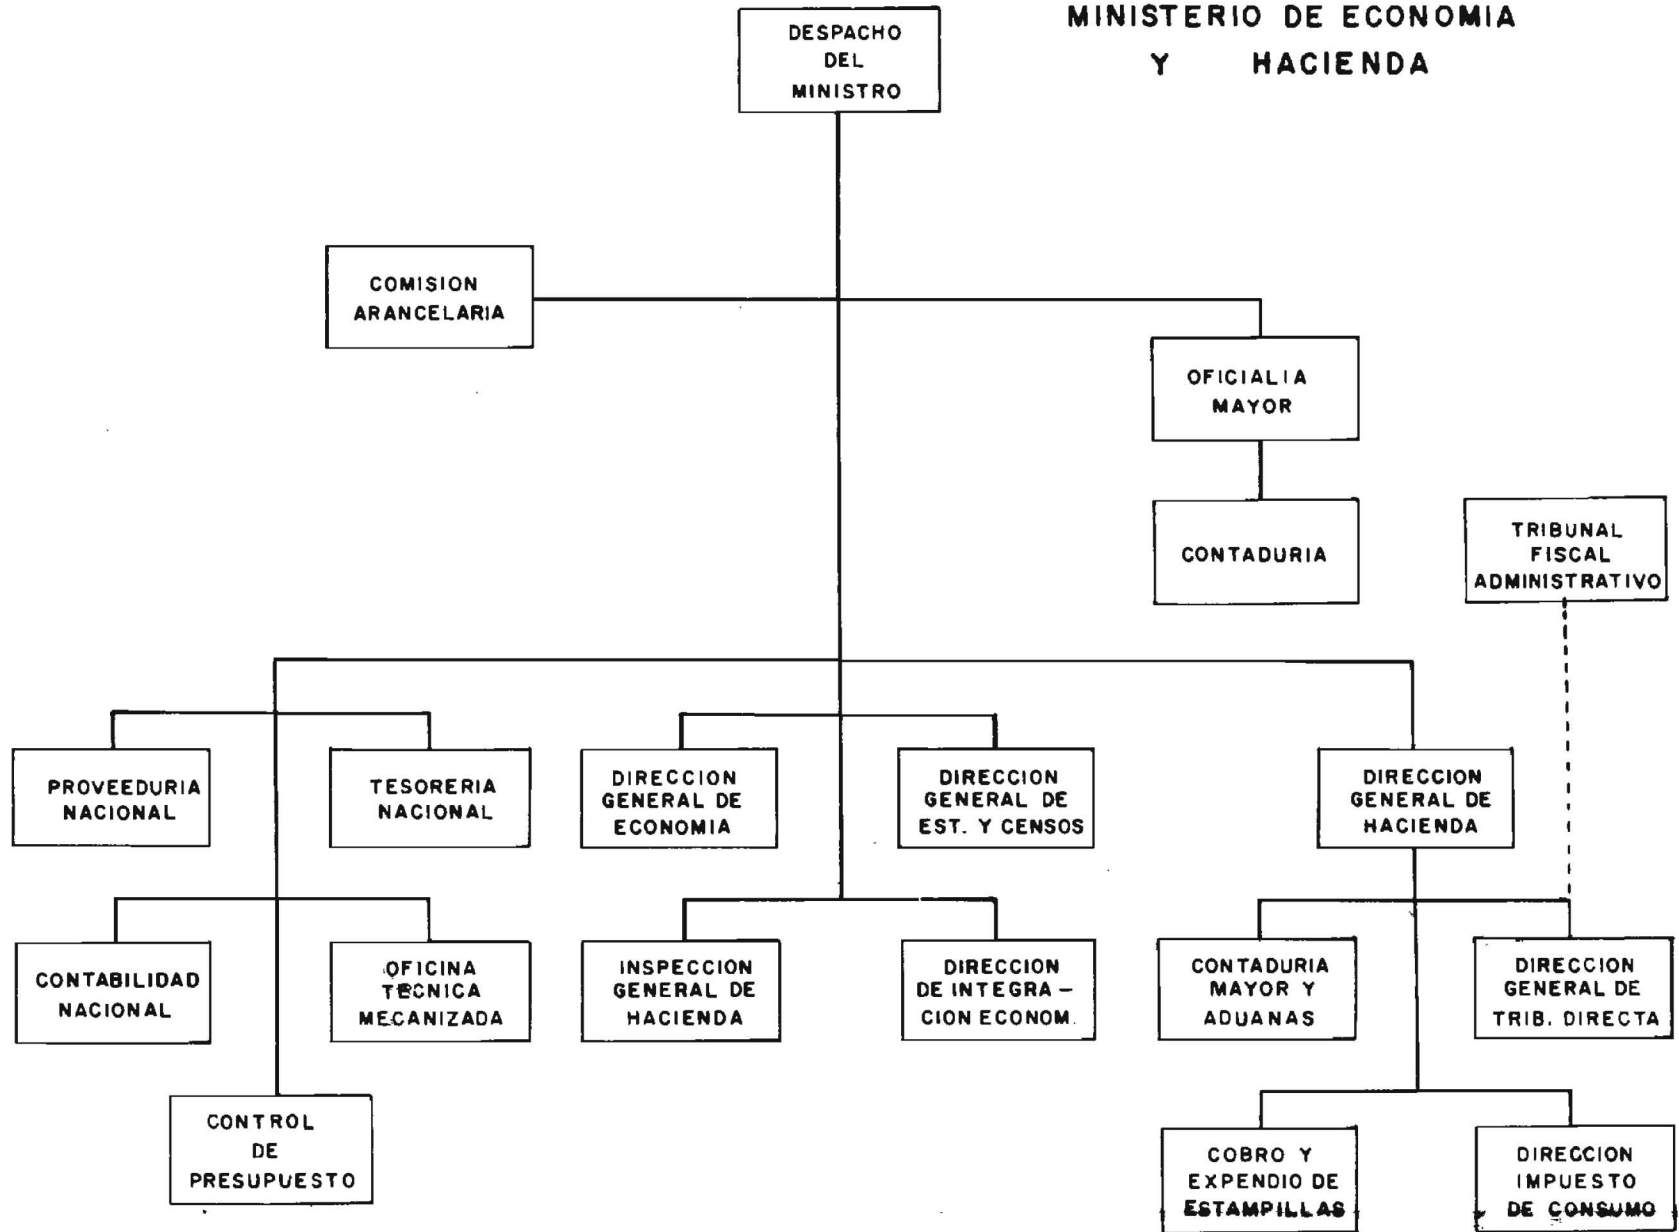 MINISTERIO DE ECONOMIA
Y HACIENDA
DESPACHO
DEL
MINISTRO
COMISION
ARANCELARIA
OFICIALIA
MAYOR
CONTADURIA
TRIBUNAL
FISCAL
ADMINISTRATIVO
PROVEEDURIA
NACIONAL
TESORERIA
NACIONAL
DIRECCION
GENERAL DE
ECONOMIA
DIRECCION
GENERAL DE
EST. Y CENSOS
DIRECCION
GENERAL DE
HACIENDA
CONTABILIDAD
NACIONAL
OFICINA
TECNICA
MECANIZADA
INSPECCION
GENERAL DE
HACIENDA
DIRECCION
DE INTEGRA –
CION ECONOM.
CONTADURIA
MAYOR Y
ADUANAS
DIRECCION
GENERAL DE
TRIB. DIRECTA
CONTROL
DE
PRESUPUESTO
COBRO Y
EXPENDIO DE
ESTAMPILLAS
DIRECCION
IMPUESTO
DE CONSUMO